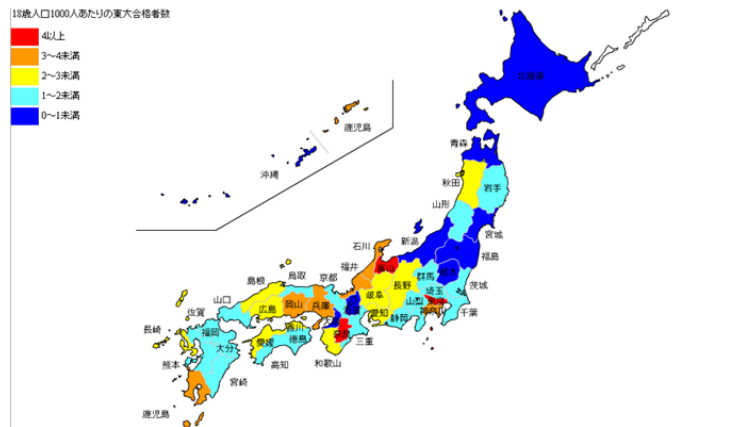 18歳人口1000人あたりの東大合格者数
4以上
3～4未満
2～3未満
1～2未満
0～1未満
北海道
鹿児島
青森
沖縄
秋田
岩手
山形
宮城
石川
新潟
福島
福井
富山
群馬
栃木
茨城
島根
鳥取
京都
岐阜
長野
埼玉
東京
山口
広島
岡山
兵庫
滋賀
愛知
山梨
神奈川
千葉
佐賀
静岡
長崎
福岡
香川
奈良
三重
愛媛
徳島
大分
和歌山
熊本
高知
宮崎
鹿児島